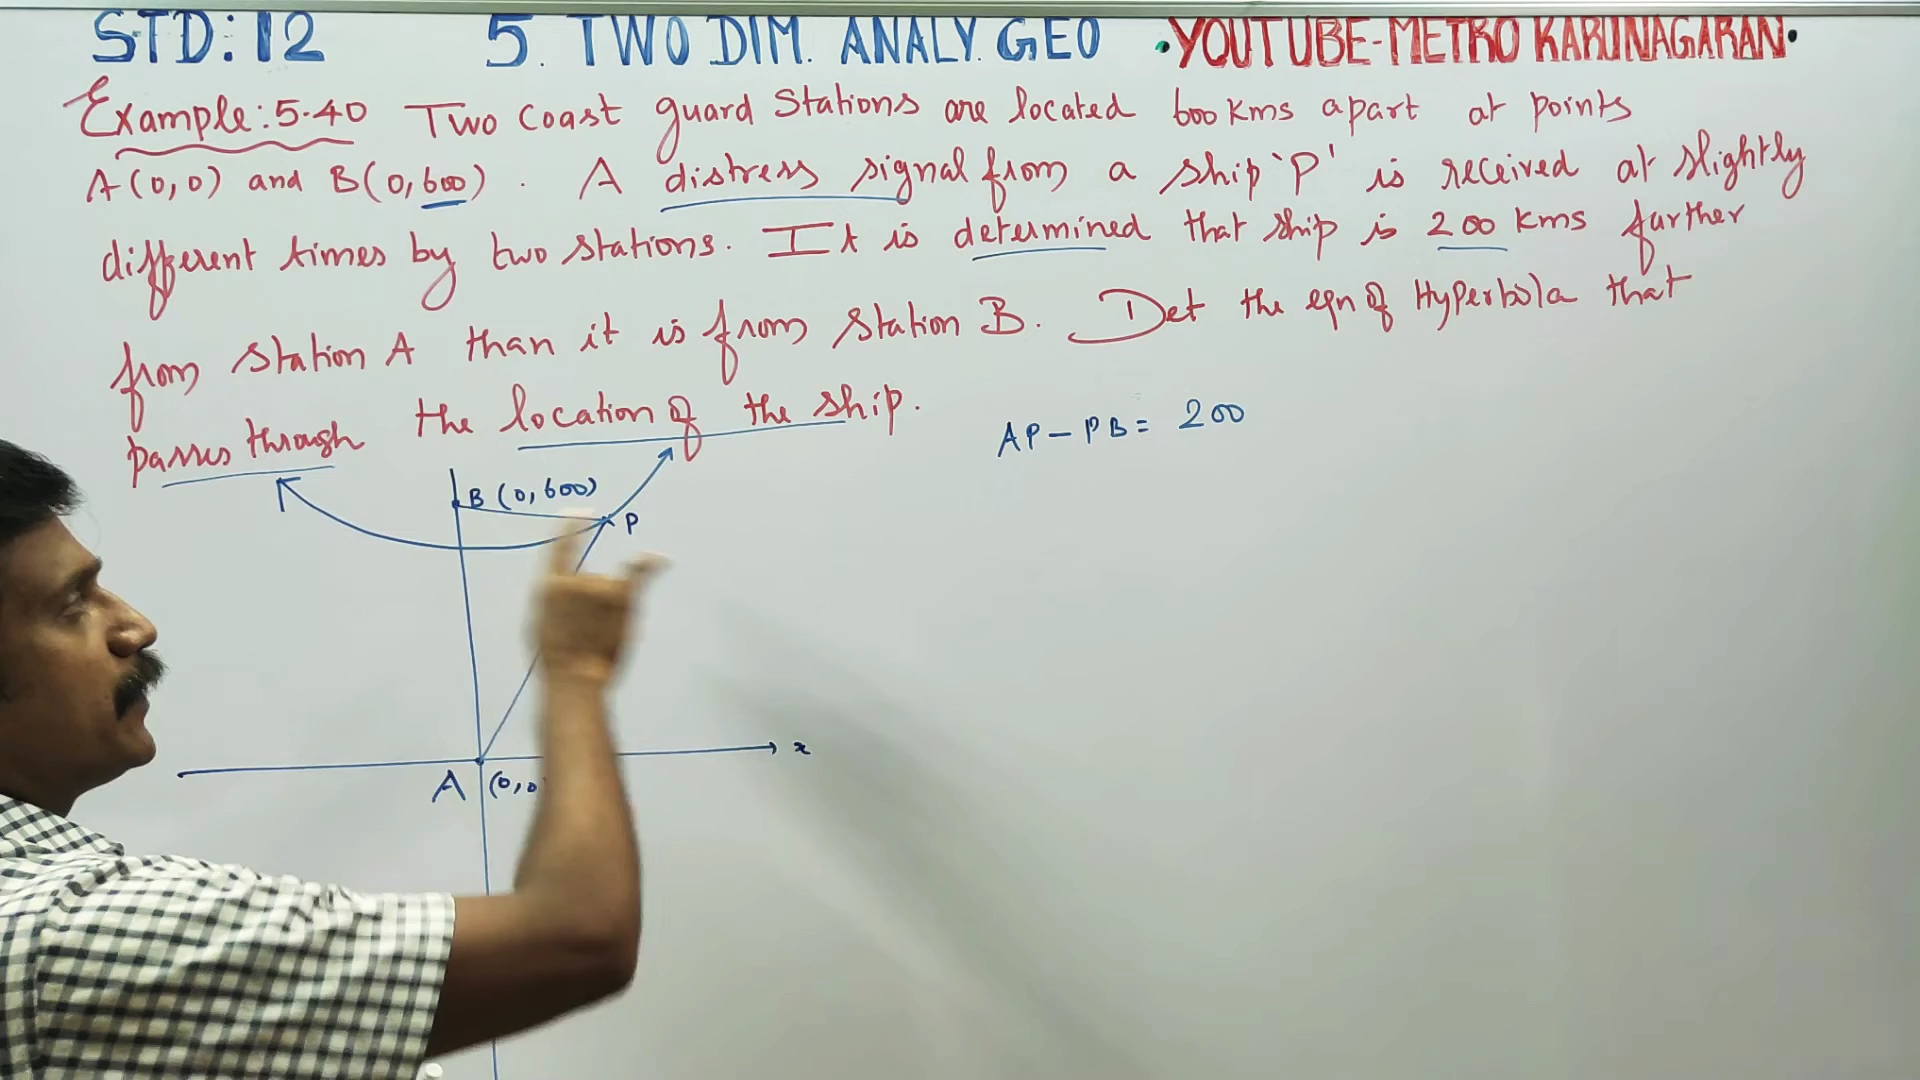 STD: 12 5. TWO DIM. ANALY. GEO •YOUTUBE-METRO KARUNAGARAN•
Example: 5.40 Two Coast guard Stations are located 600 kms apart at points
A(0,0) and B(0,600). A distress signal from a ship 'P' is received at slightly
different times by two stations. It is determined that ship is 200 kms farther
from station A than it is from station B. Det the eqn of Hyperbola that
passes through the location of the ship.
AP - PB = 200
B (0,600)
P
x
A (0,0